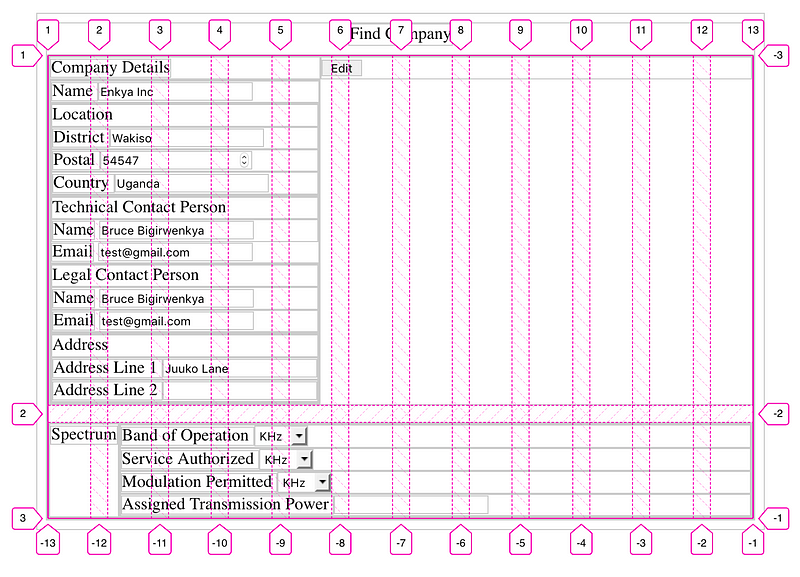 Find Company
1 2 3 4 5 6 7 8 9 10 11 12 13
1 -3
Company Details Edit
Name Enkya Inc
Location
District Wakiso
Postal 54547
Country Uganda
Technical Contact Person
Name Bruce Bigirwenkya
Email test@gmail.com
Legal Contact Person
Name Bruce Bigirwenkya
Email test@gmail.com
Address
Address Line 1 Juuko Lane
Address Line 2
2 -2
Spectrum Band of Operation KHz
Service Authorized KHz
Modulation Permitted KHz
Assigned Transmission Power
3 -1
-13 -12 -11 -10 -9 -8 -7 -6 -5 -4 -3 -2 -1